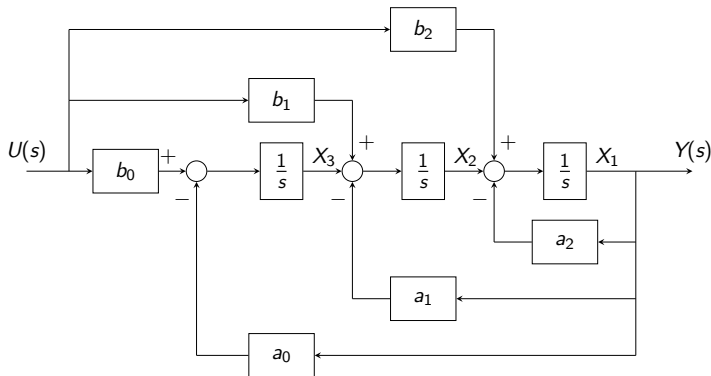 b₂
b₁
U(s)
b₀
+
−
1/s
X₃
+
−
1/s
X₂
+
−
1/s
X₁
Y(s)
a₂
a₁
a₀